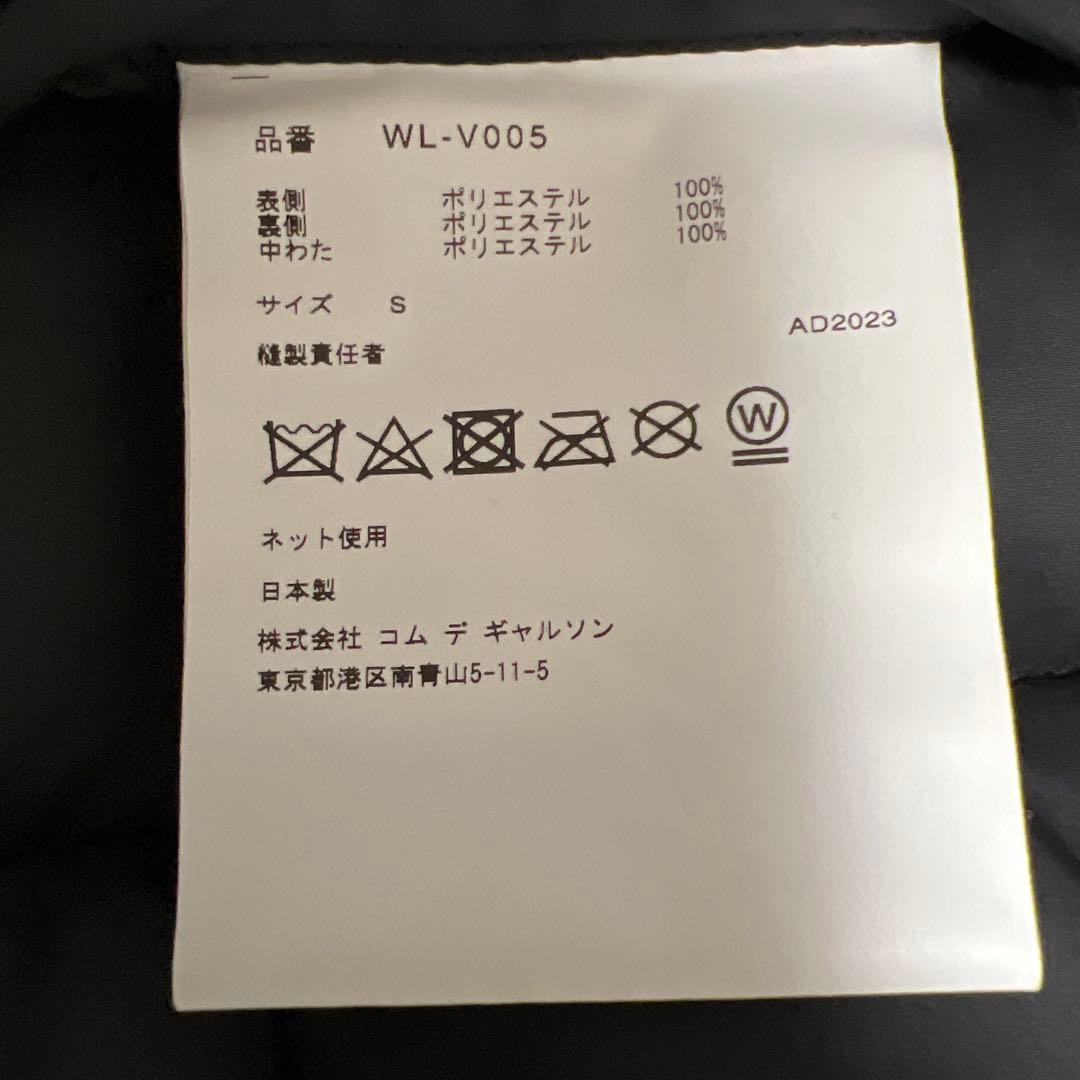 品番 WL-V005
表側 ポリエステル 100%
裏側 ポリエステル 100%
中わた ポリエステル 100%
サイズ S
AD2023
縫製責任者
W
ネット使用
日本製
株式会社 コム デ ギャルソン
東京都港区南青山5-11-5